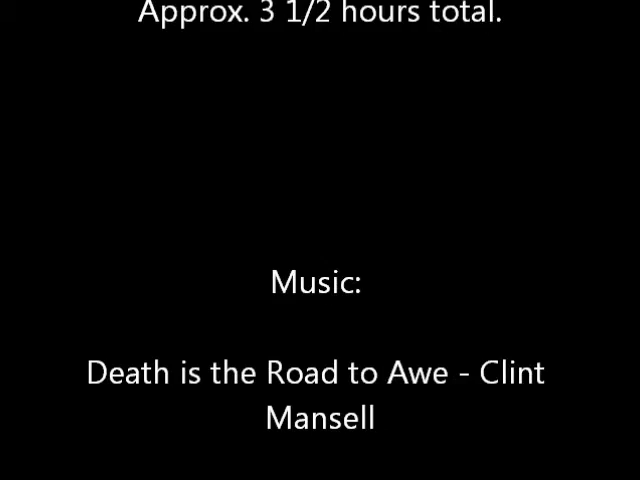 Approx. 3 1/2 hours total.
Music:
Death is the Road to Awe - Clint
Mansell